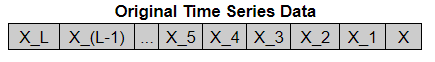 Original Time Series Data
X_L X_(L-1) ... X_5 X_4 X_3 X_2 X_1 X